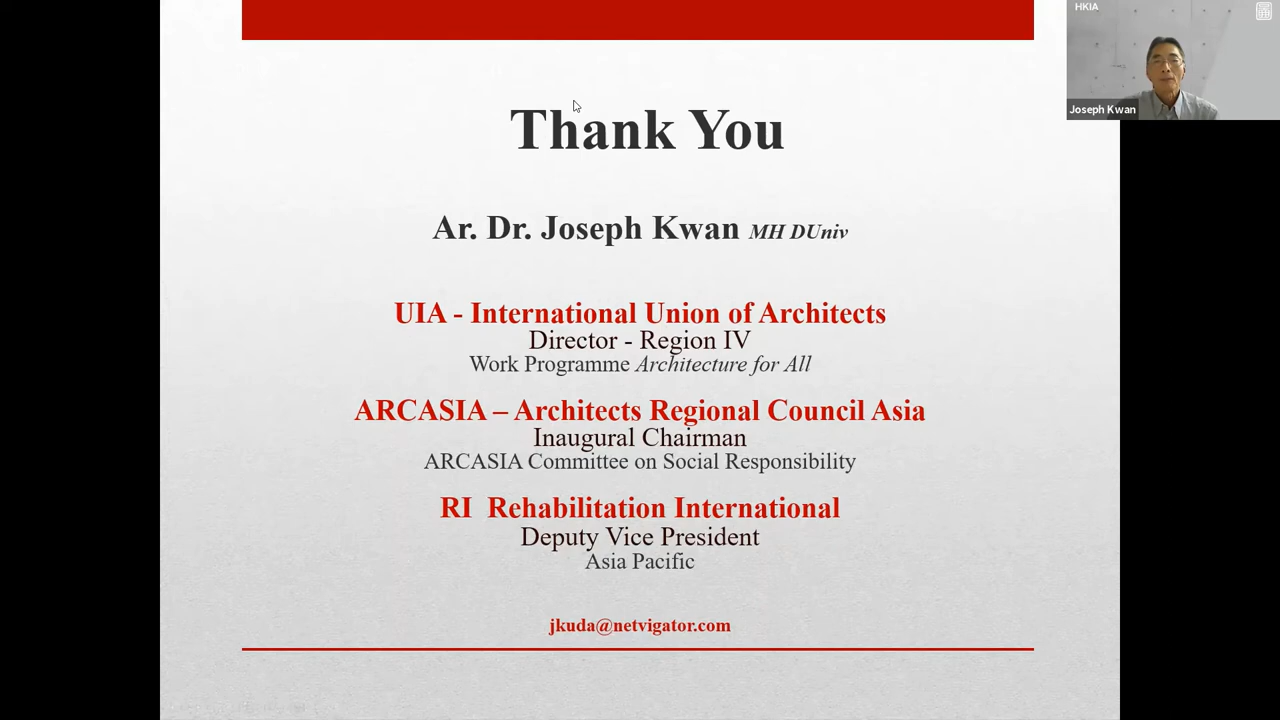 HKIA
Joseph Kwan
Thank You
Ar. Dr. Joseph Kwan MH DUniv
UIA - International Union of Architects
Director - Region IV
Work Programme Architecture for All
ARCASIA – Architects Regional Council Asia
Inaugural Chairman
ARCASIA Committee on Social Responsibility
RI  Rehabilitation International
Deputy Vice President
Asia Pacific
jkuda@netvigator.com